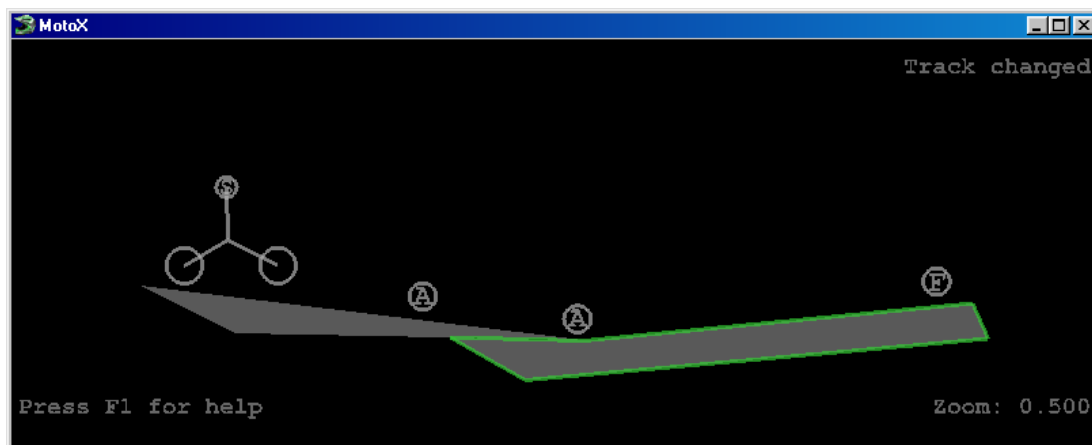 MotoX
Track changed
S
A
A
F
Press F1 for help
Zoom: 0.500